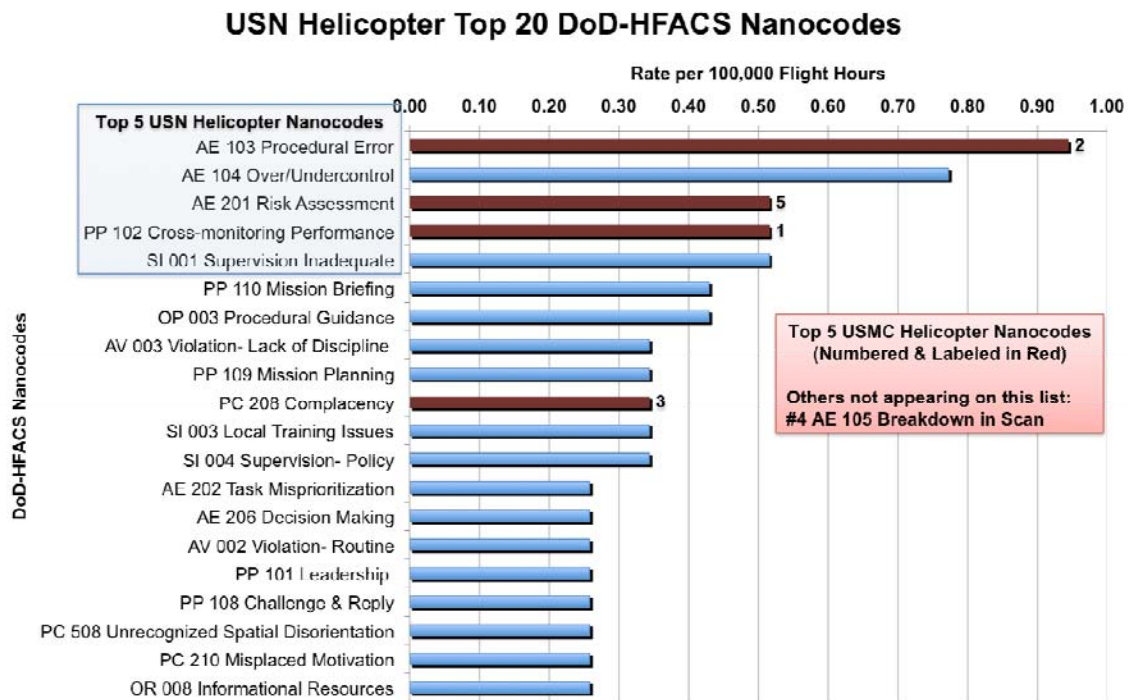 USN Helicopter Top 20 DoD-HFACS Nanocodes
Rate per 100,000 Flight Hours
0.00 0.10 0.20 0.30 0.40 0.50 0.60 0.70 0.80 0.90 1.00
Top 5 USN Helicopter Nanocodes
AE 103 Procedural Error 2
AE 104 Over/Undercontrol
AE 201 Risk Assessment 5
PP 102 Cross-monitoring Performance 1
SI 001 Supervision Inadequate
PP 110 Mission Briefing
OP 003 Procedural Guidance
AV 003 Violation- Lack of Discipline
PP 109 Mission Planning
PC 208 Complacency 3
SI 003 Local Training Issues
SI 004 Supervision- Policy
AE 202 Task Misprioritization
AE 206 Decision Making
AV 002 Violation- Routine
PP 101 Leadership
PP 108 Challenge & Reply
PC 508 Unrecognized Spatial Disorientation
PC 210 Misplaced Motivation
OR 008 Informational Resources
DoD-HFACS Nanocodes
Top 5 USMC Helicopter Nanocodes
(Numbered & Labeled in Red)
Others not appearing on this list:
#4 AE 105 Breakdown in Scan